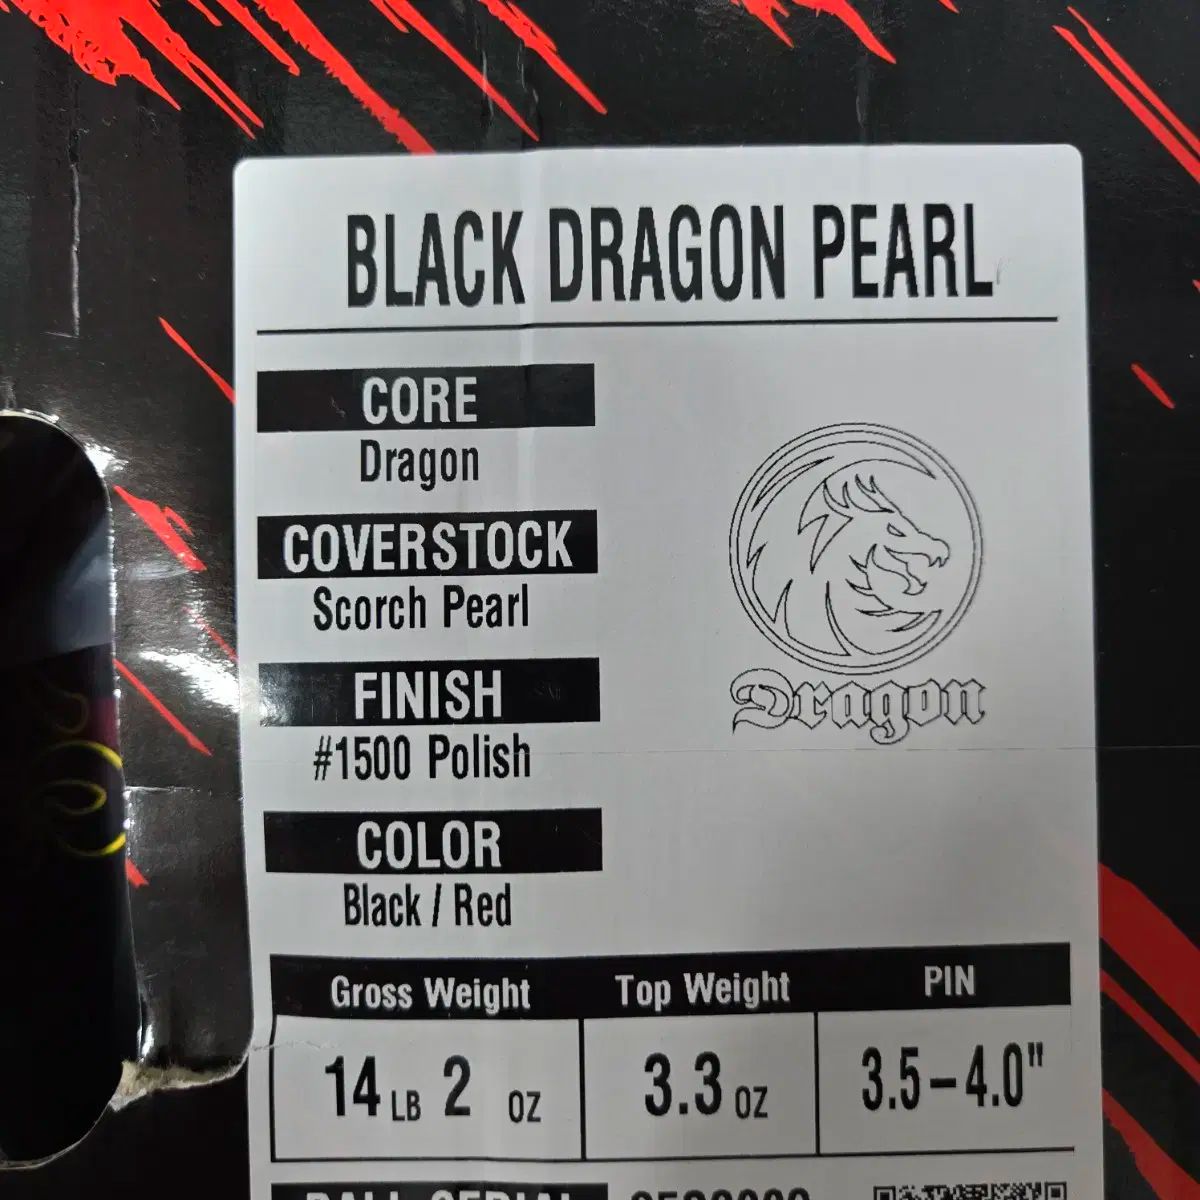 BLACK DRAGON PEARL
CORE
Dragon
COVERSTOCK
Scorch Pearl
Dragon
FINISH
#1500 Polish
COLOR
Black / Red
Gross Weight Top Weight PIN
14 LB 2 OZ 3.3 OZ 3.5-4.0"